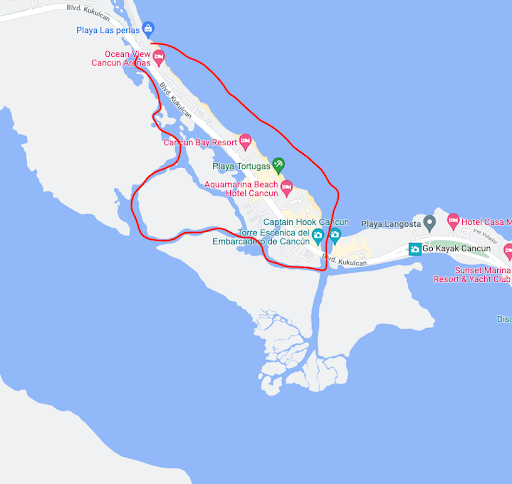 Blvd. Kukulcan
Playa Las perlas
Ocean View
Cancun Arenas
Blvd. Kukulcan
Cancun Bay Resort
Playa Tortugas
Aquamarina Beach
Hotel Cancun
Captain Hook Cancun
Torre Escénica del
Embarcadero de Cancún
Blvd. Kukulcan
Playa Langosta
Hotel Casa M
Go Kayak Cancun
Sunset Marina
Resort & Yacht Club
Disc